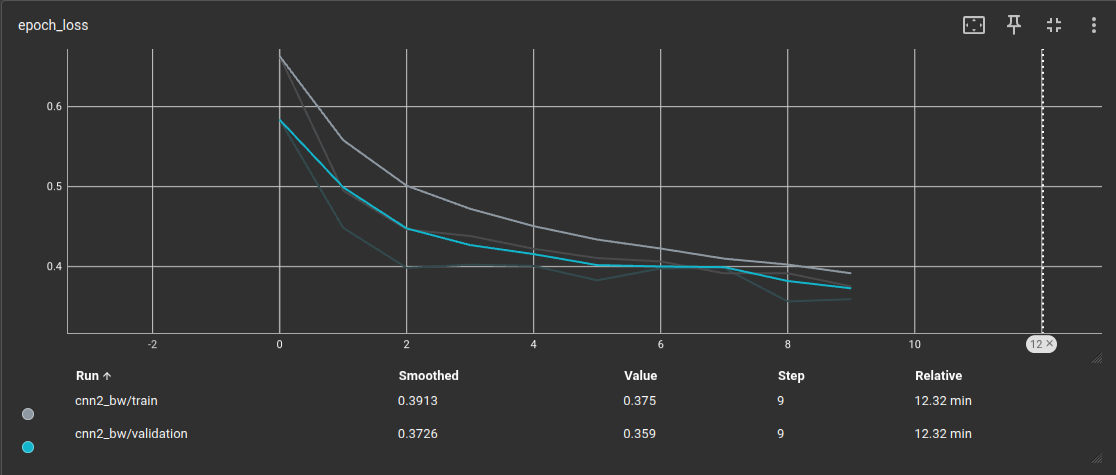 epoch_loss
0.6
0.5
0.4
-2 0 2 4 6 8 10 12 ×
Run ↑ Smoothed Value Step Relative
cnn2_bw/train 0.3913 0.375 9 12.32 min
cnn2_bw/validation 0.3726 0.359 9 12.32 min